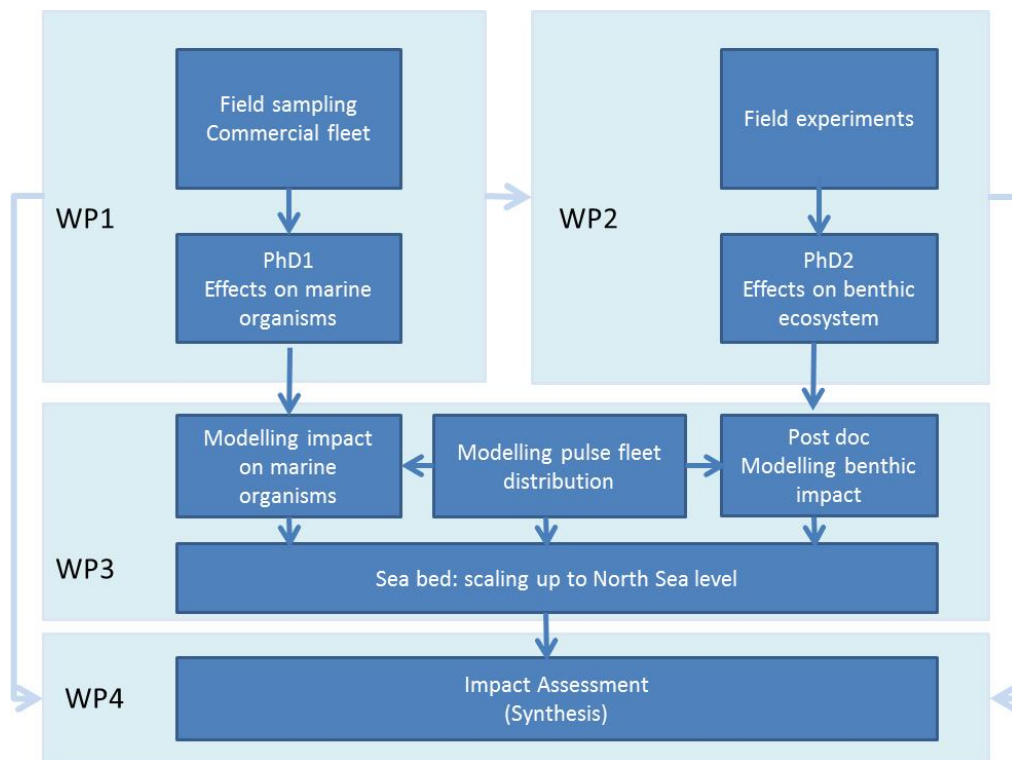 Field sampling
Commercial fleet
WP1
PhD1
Effects on marine
organisms
Field experiments
WP2
PhD2
Effects on benthic
ecosystem
Modelling impact
on marine
organisms
Modelling pulse fleet
distribution
Post doc
Modelling benthic
impact
WP3
Sea bed: scaling up to North Sea level
WP4
Impact Assessment
(Synthesis)